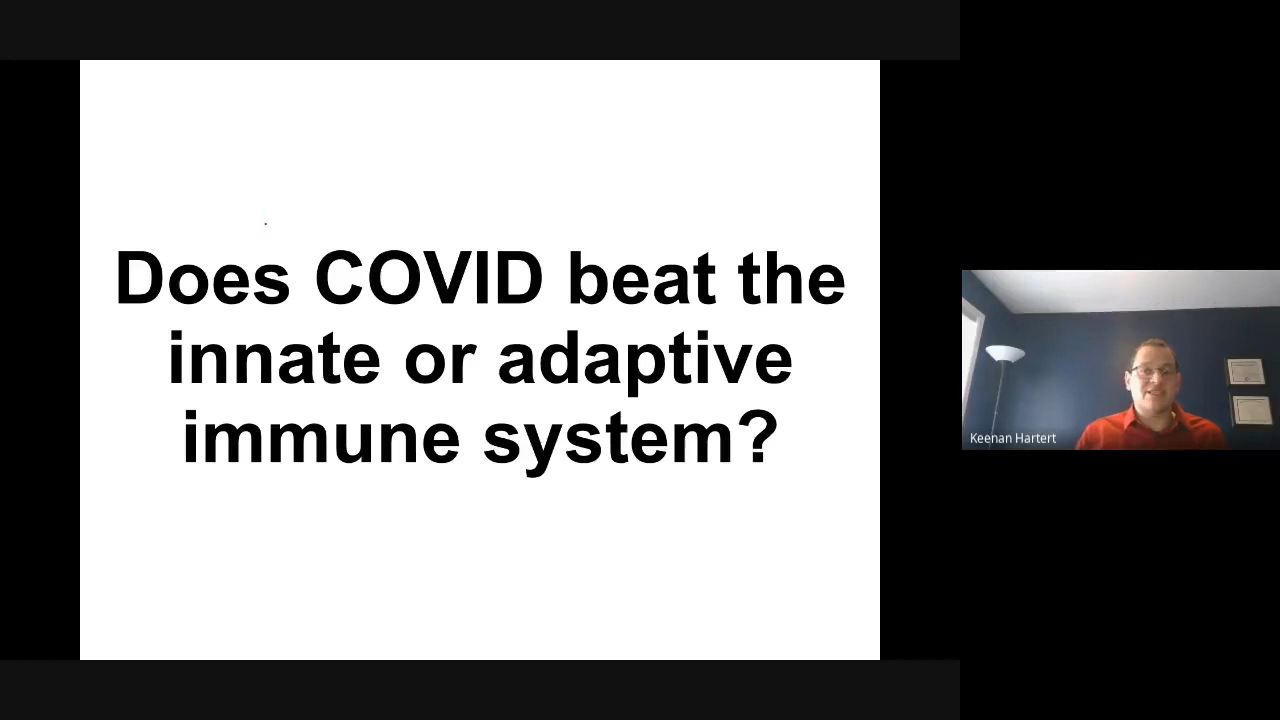 Does COVID beat the
innate or adaptive
immune system?
Keenan Hartert